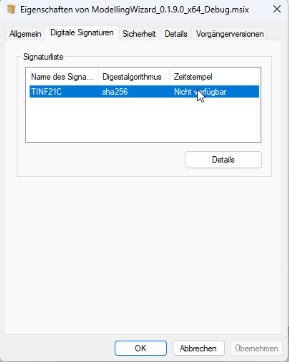 Eigenschaften von ModellingWizard_0.1.9.0_x64_Debug.msix
Allgemein Digitale Signaturen Sicherheit Details Vorgängerversionen
Signaturliste
Name des Signa... Digestalgorithmus Zeitstempel
TINF21C sha256 Nicht verfügbar
Details
OK Abbrechen Übernehmen